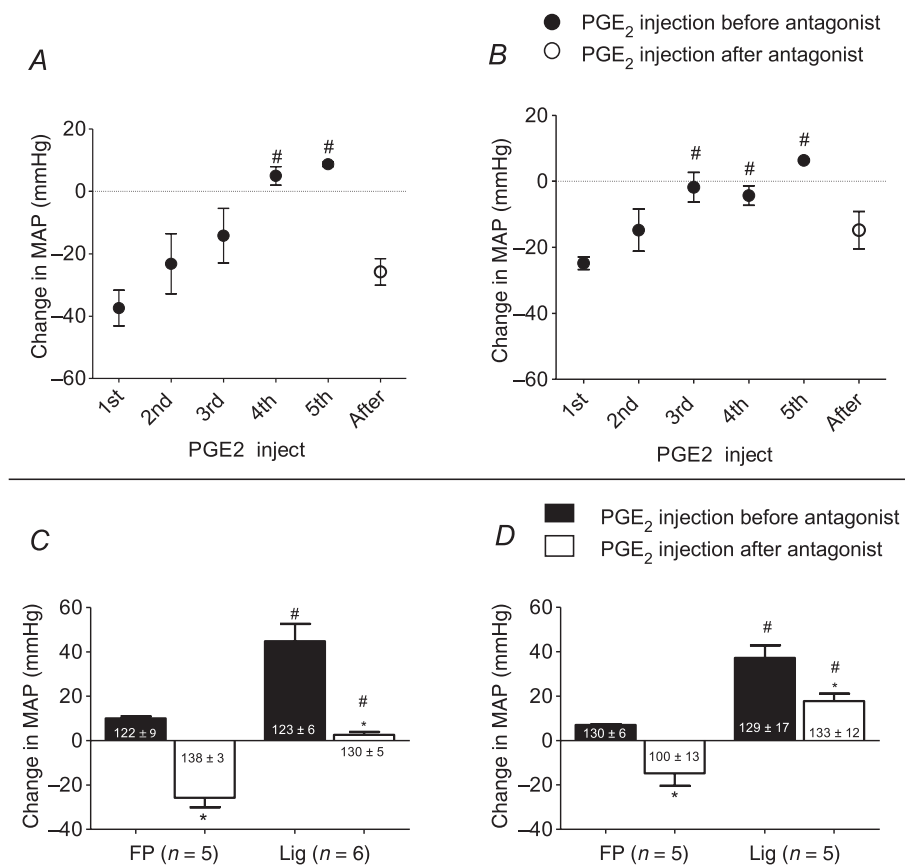 PGE2 injection before antagonist
PGE2 injection after antagonist
A
Change in MAP (mmHg)
20
0
–20
–40
–60
# #
1st 2nd 3rd 4th 5th After
PGE2 inject
B
Change in MAP (mmHg)
20
0
–20
–40
–60
# # #
1st 2nd 3rd 4th 5th After
PGE2 inject
PGE2 injection before antagonist
PGE2 injection after antagonist
C
Change in MAP (mmHg)
60
40
20
0
–20
–40
#
#
*
122 ± 9
123 ± 6
138 ± 3
130 ± 5
*
FP (n = 5) Lig (n = 6)
D
Change in MAP (mmHg)
60
40
20
0
–20
–40
#
#
*
130 ± 6
129 ± 17
133 ± 12
100 ± 13
*
FP (n = 5) Lig (n = 5)